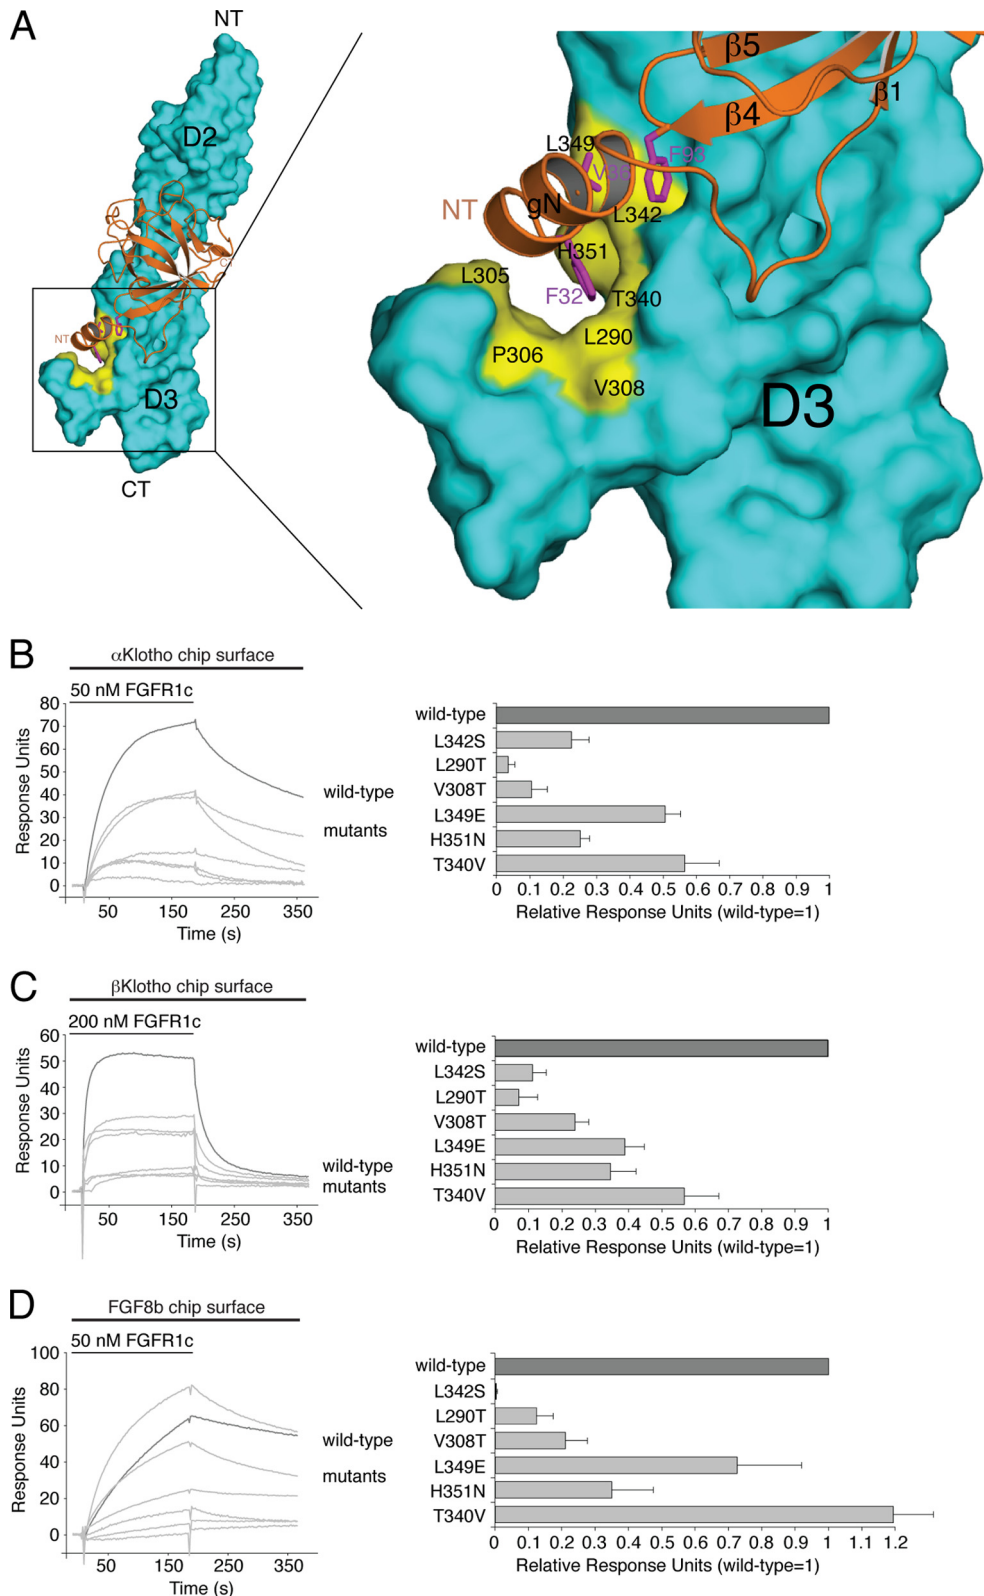 A
NT
D2
NT
D3
CT
β5
β4
β1
L349
V36
F93
NT
gN
L342
H351
L305
F32
T340
L290
P306
V308
D3
B
αKlotho chip surface
50 nM FGFR1c
80
70
60
50
40
30
20
10
0
Response Units
50 150 250 350
Time (s)
wild-type
mutants
wild-type
L342S
L290T
V308T
L349E
H351N
T340V
0 0.1 0.2 0.3 0.4 0.5 0.6 0.7 0.8 0.9 1
Relative Response Units (wild-type=1)
C
βKlotho chip surface
200 nM FGFR1c
60
50
40
30
20
10
0
Response Units
50 150 250 350
Time (s)
wild-type
mutants
wild-type
L342S
L290T
V308T
L349E
H351N
T340V
0 0.1 0.2 0.3 0.4 0.5 0.6 0.7 0.8 0.9 1
Relative Response Units (wild-type=1)
D
FGF8b chip surface
50 nM FGFR1c
100
80
60
40
20
0
Response Units
50 150 250 350
Time (s)
wild-type
mutants
wild-type
L342S
L290T
V308T
L349E
H351N
T340V
0 0.1 0.2 0.3 0.4 0.5 0.6 0.7 0.8 0.9 1 1.1 1.2
Relative Response Units (wild-type=1)